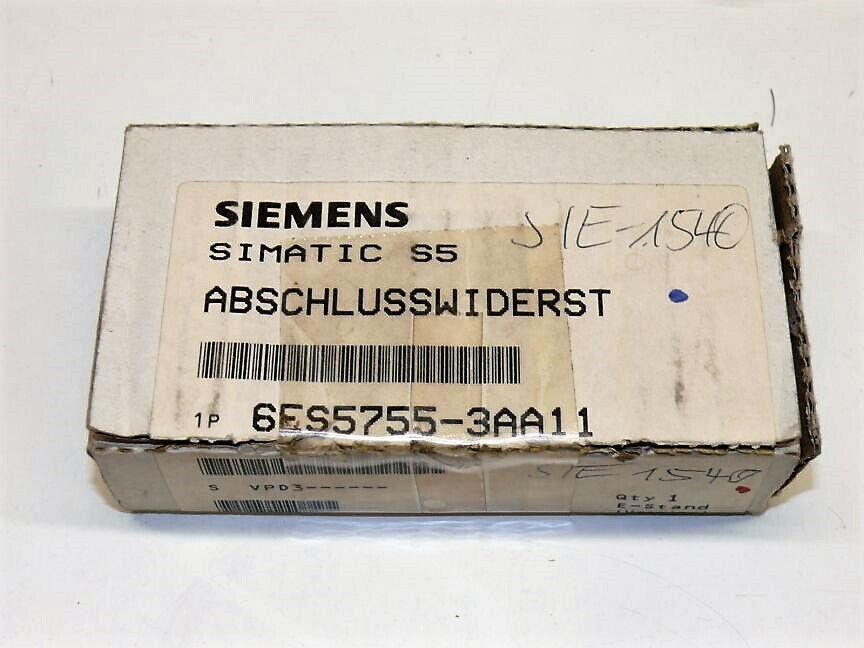 SIEMENS
SIE-1540
SIMATIC S5
ABSCHLUSSWIDERST
1P 6ES5755-3AA11
SIE 1540
S VPD3------
Qty 1
E-Stand